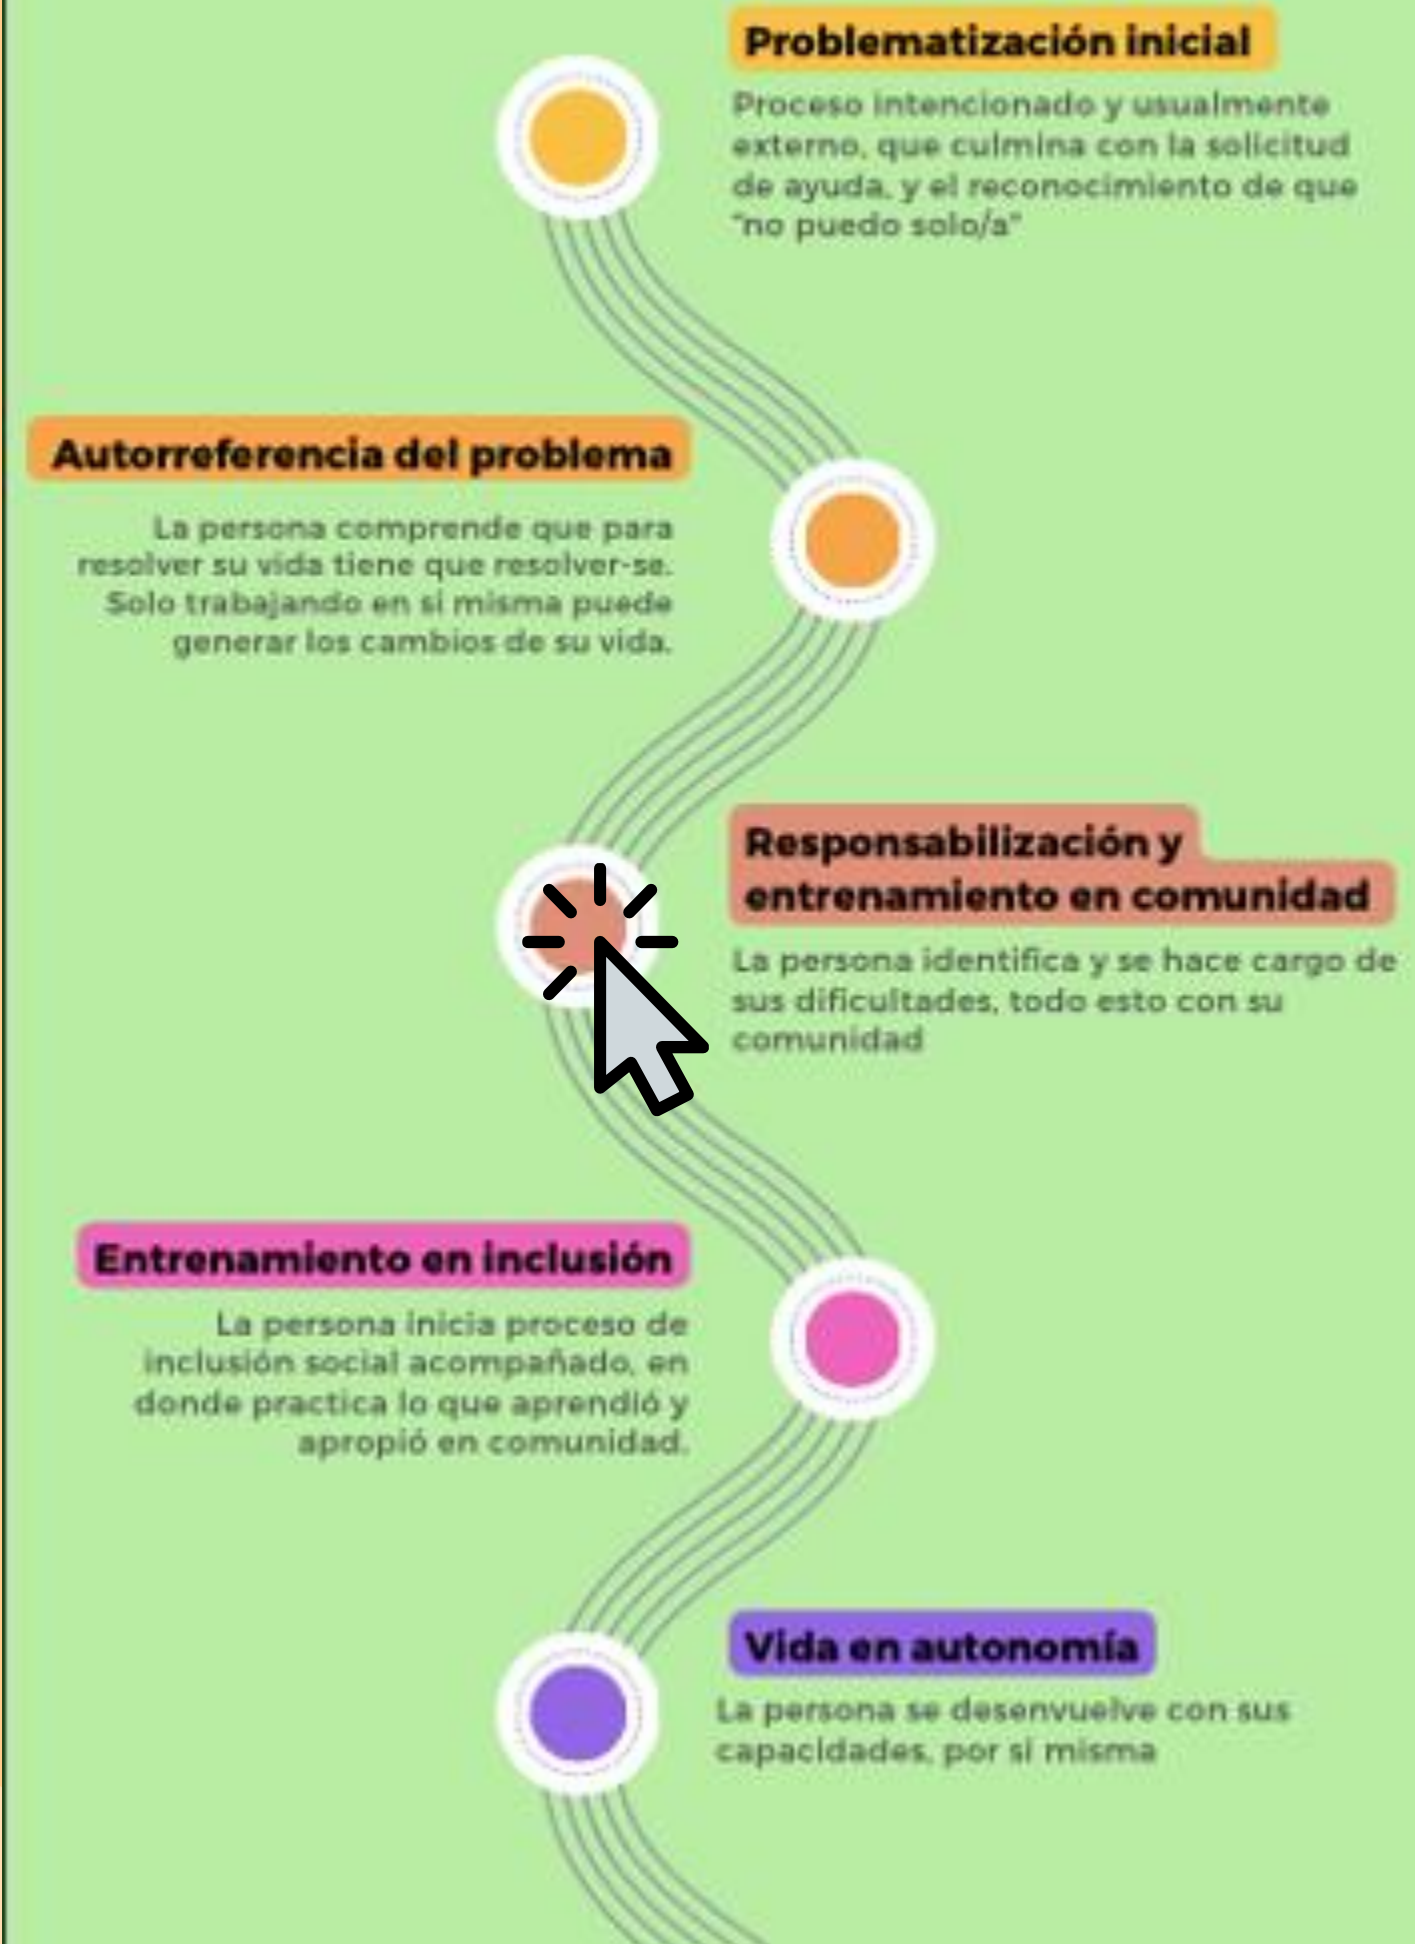 Problematización inicial
Proceso intencionado y usualmente
externo, que culmina con la solicitud
de ayuda, y el reconocimiento de que
"no puedo solo/a"
Autorreferencia del problema
La persona comprende que para
resolver su vida tiene que resolver-se.
Solo trabajando en si misma puede
generar los cambios de su vida.
Responsabilización y
entrenamiento en comunidad
La persona identifica y se hace cargo de
sus dificultades, todo esto con su
comunidad
Entrenamiento en inclusión
La persona inicia proceso de
inclusión social acompañado, en
donde practica lo que aprendió y
apropió en comunidad.
Vida en autonomía
La persona se desenvuelve con sus
capacidades, por si misma